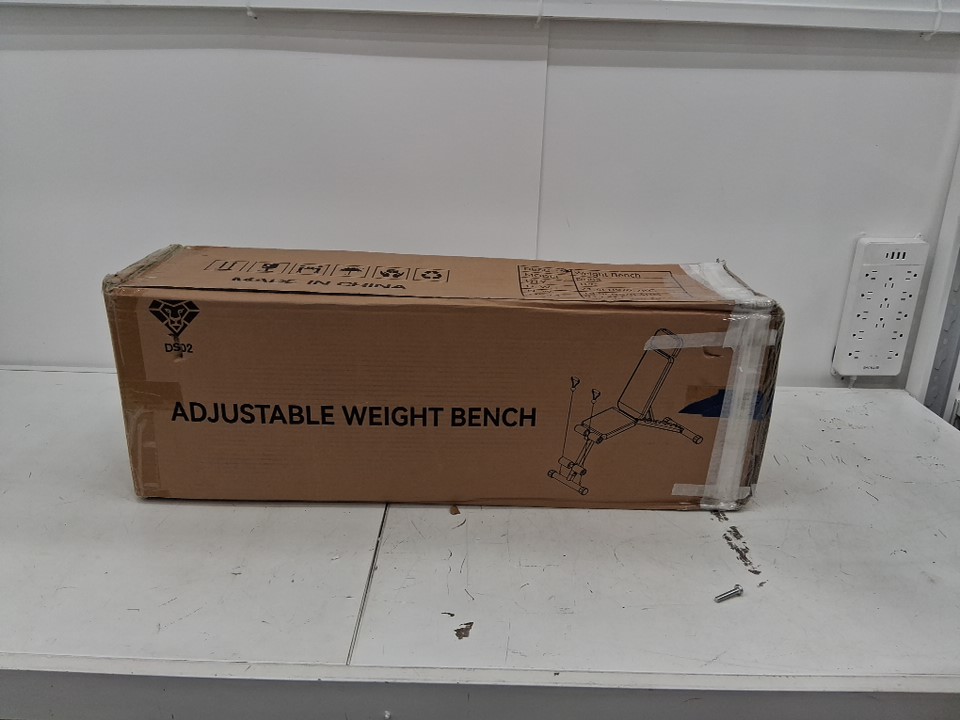 MADE IN CHINA
DS02
ADJUSTABLE WEIGHT BENCH